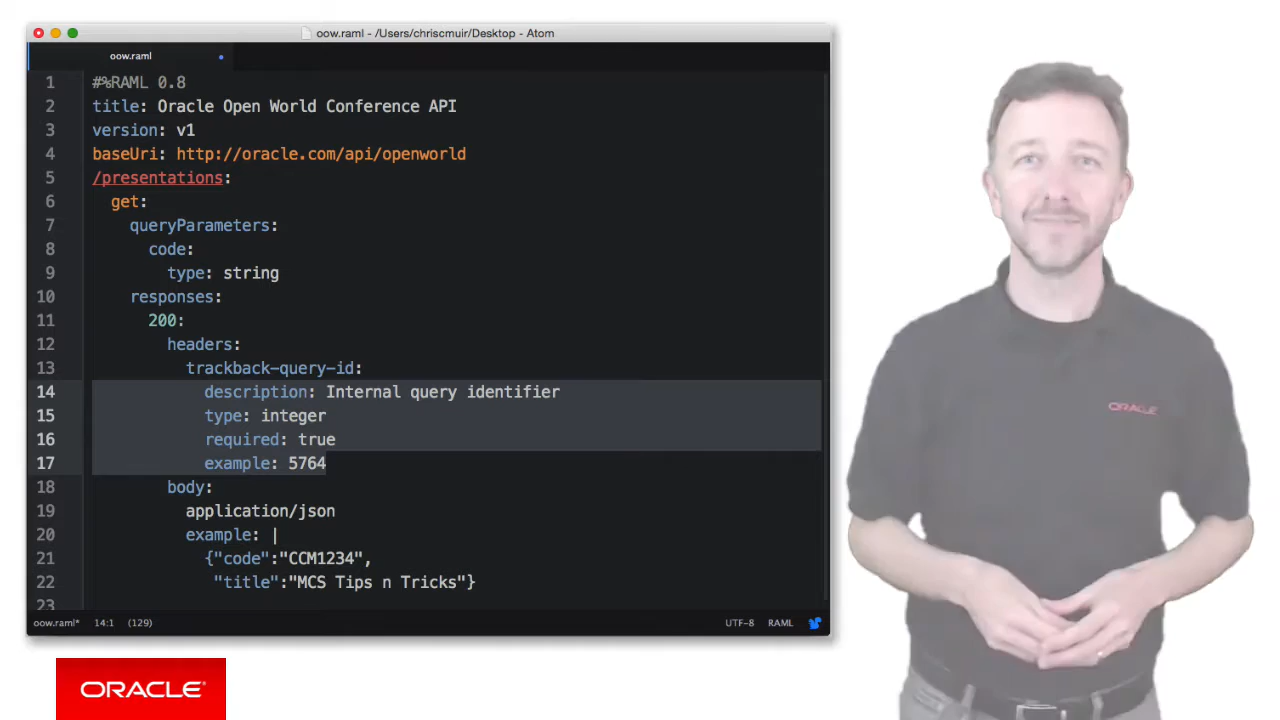 oow.raml - /Users/chriscmuir/Desktop - Atom
oow.raml
1 #%RAML 0.8
2 title: Oracle Open World Conference API
3 version: v1
4 baseUri: http://oracle.com/api/openworld
5 /presentations:
6 get:
7 queryParameters:
8 code:
9 type: string
10 responses:
11 200:
12 headers:
13 trackback-query-id:
14 description: Internal query identifier
15 type: integer
16 required: true
17 example: 5764
18 body:
19 application/json
20 example: |
21 {"code":"CCM1234",
22 "title":"MCS Tips n Tricks"}
23
oow.raml* 14:1 (129) UTF-8 RAML
ORACLE®
ORACLE